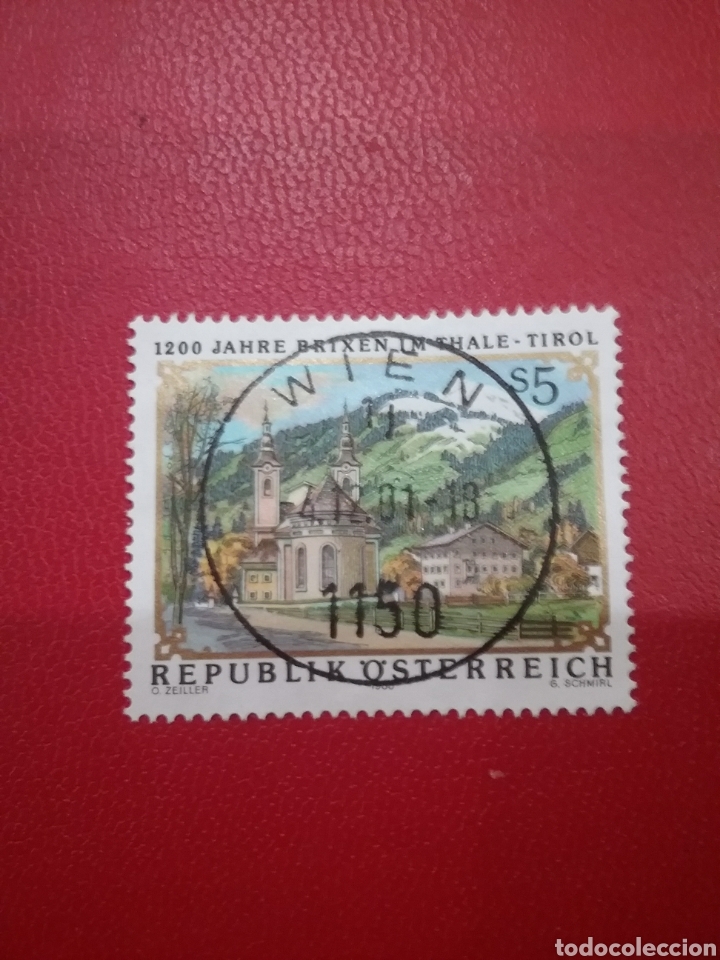 1200 JAHRE BRIXEN IM THALE - TIROL
S5
WIEN
1150
REPUBLIK ÖSTERREICH
O. ZEILLER
G. SCHMIRL
todocoleccion